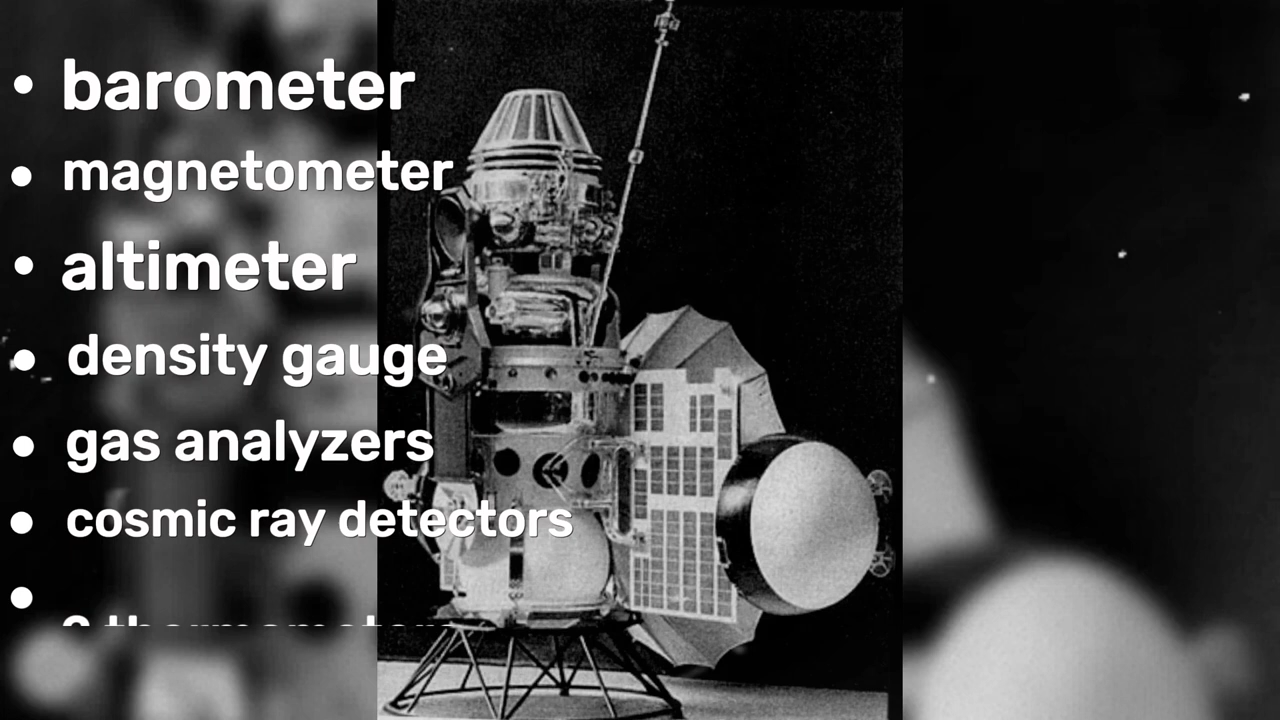 • barometer
• magnetometer
• altimeter
• density gauge
• gas analyzers
• cosmic ray detectors
•